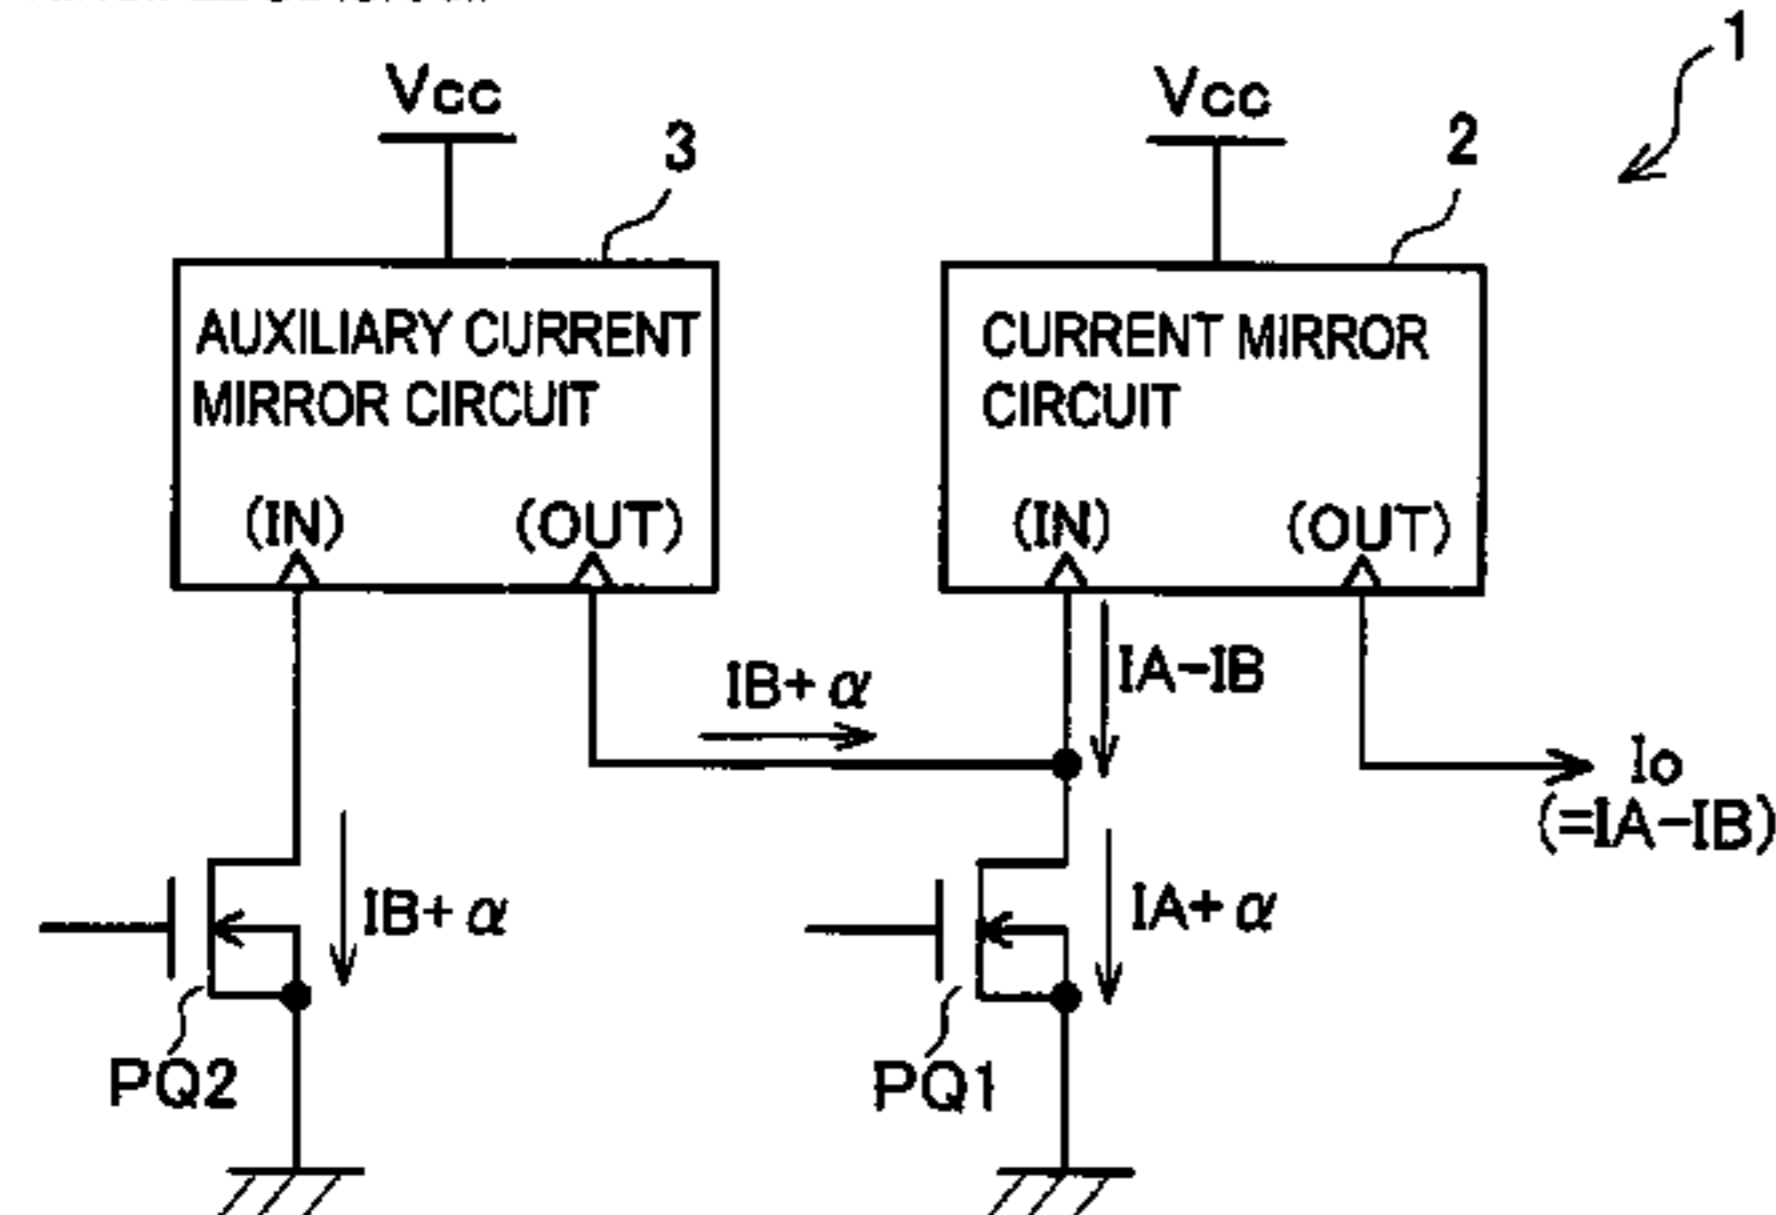 1
Vcc
Vcc
3
2
AUXILIARY CURRENT
MIRROR CIRCUIT
CURRENT MIRROR
CIRCUIT
(IN)
(OUT)
(IN)
(OUT)
IB+α
IA-IB
Io
(=IA-IB)
IB+α
IA+α
PQ2
PQ1